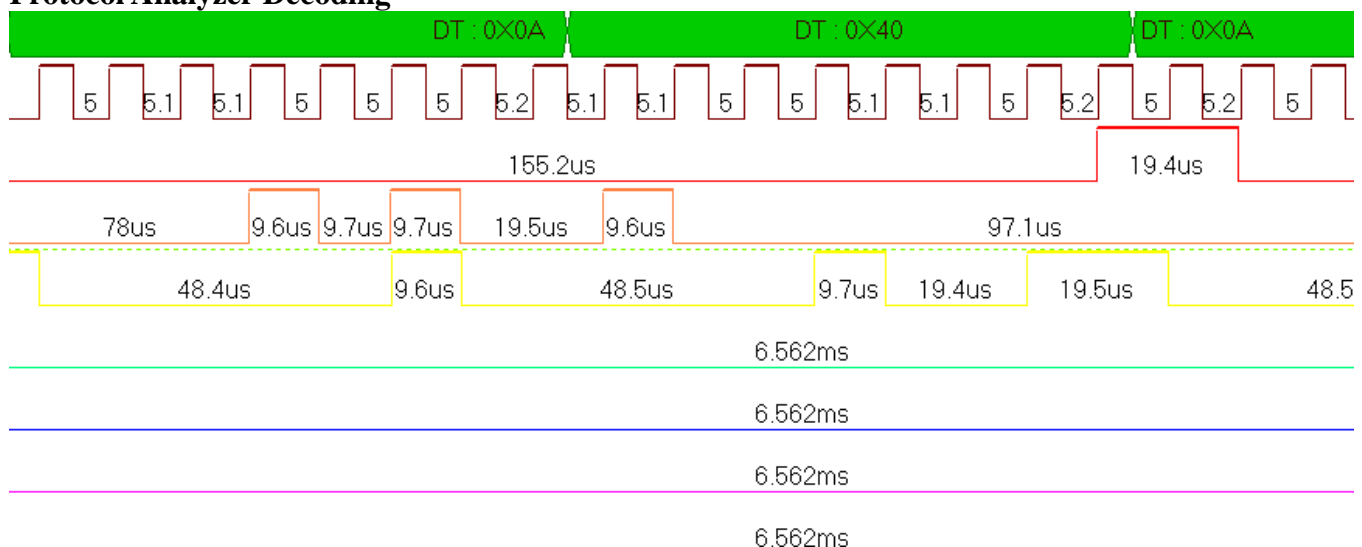 Protocol Analyzer Decoding
DT : 0X0A DT : 0X40 DT : 0X0A
5 5.1 5.1 5 5 5 5.2 5.1 5.1 5 5 5.1 5.1 5 5.2 5 5.2 5
155.2us 19.4us
78us 9.6us 9.7us 9.7us 19.5us 9.6us 97.1us
48.4us 9.6us 48.5us 9.7us 19.4us 19.5us 48.5
6.562ms
6.562ms
6.562ms
6.562ms